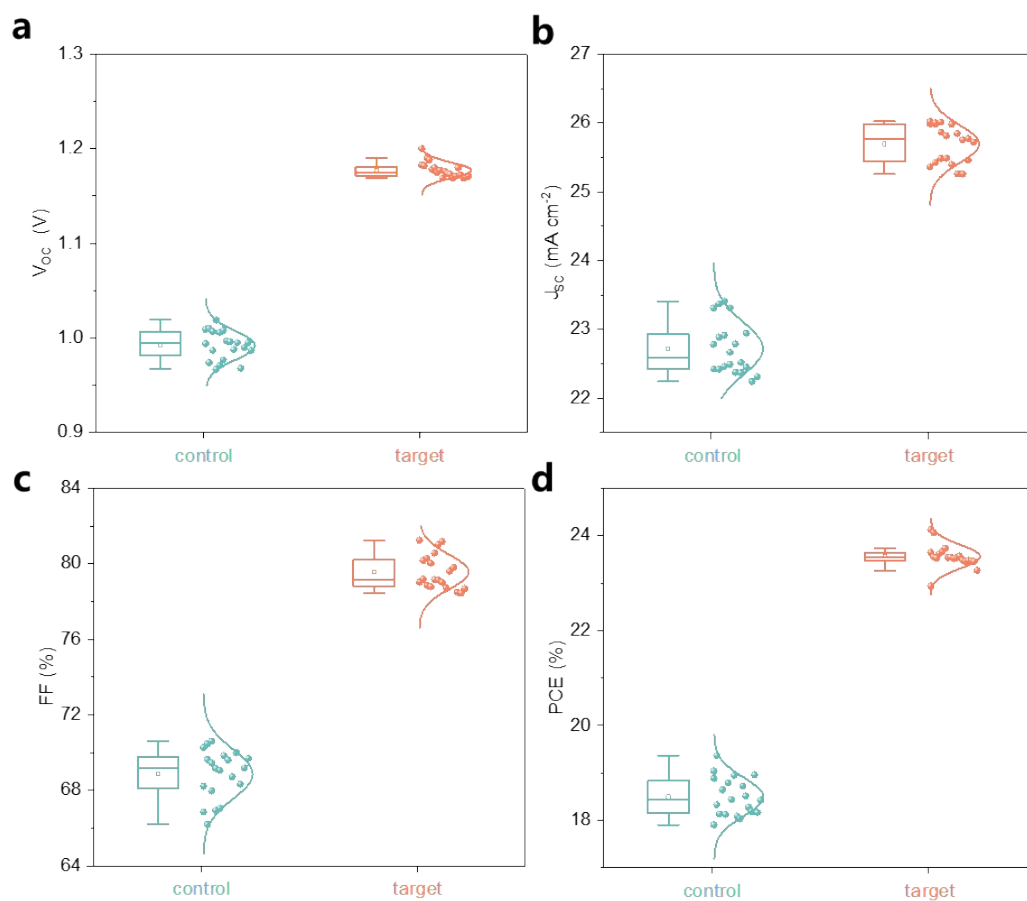 a
1.3
1.2
1.1
1.0
0.9
V_OC (V)
control
target
b
27
26
25
24
23
22
J_SC (mA cm⁻²)
control
target
c
84
80
76
72
68
64
FF (%)
control
target
d
24
22
20
18
PCE (%)
control
target